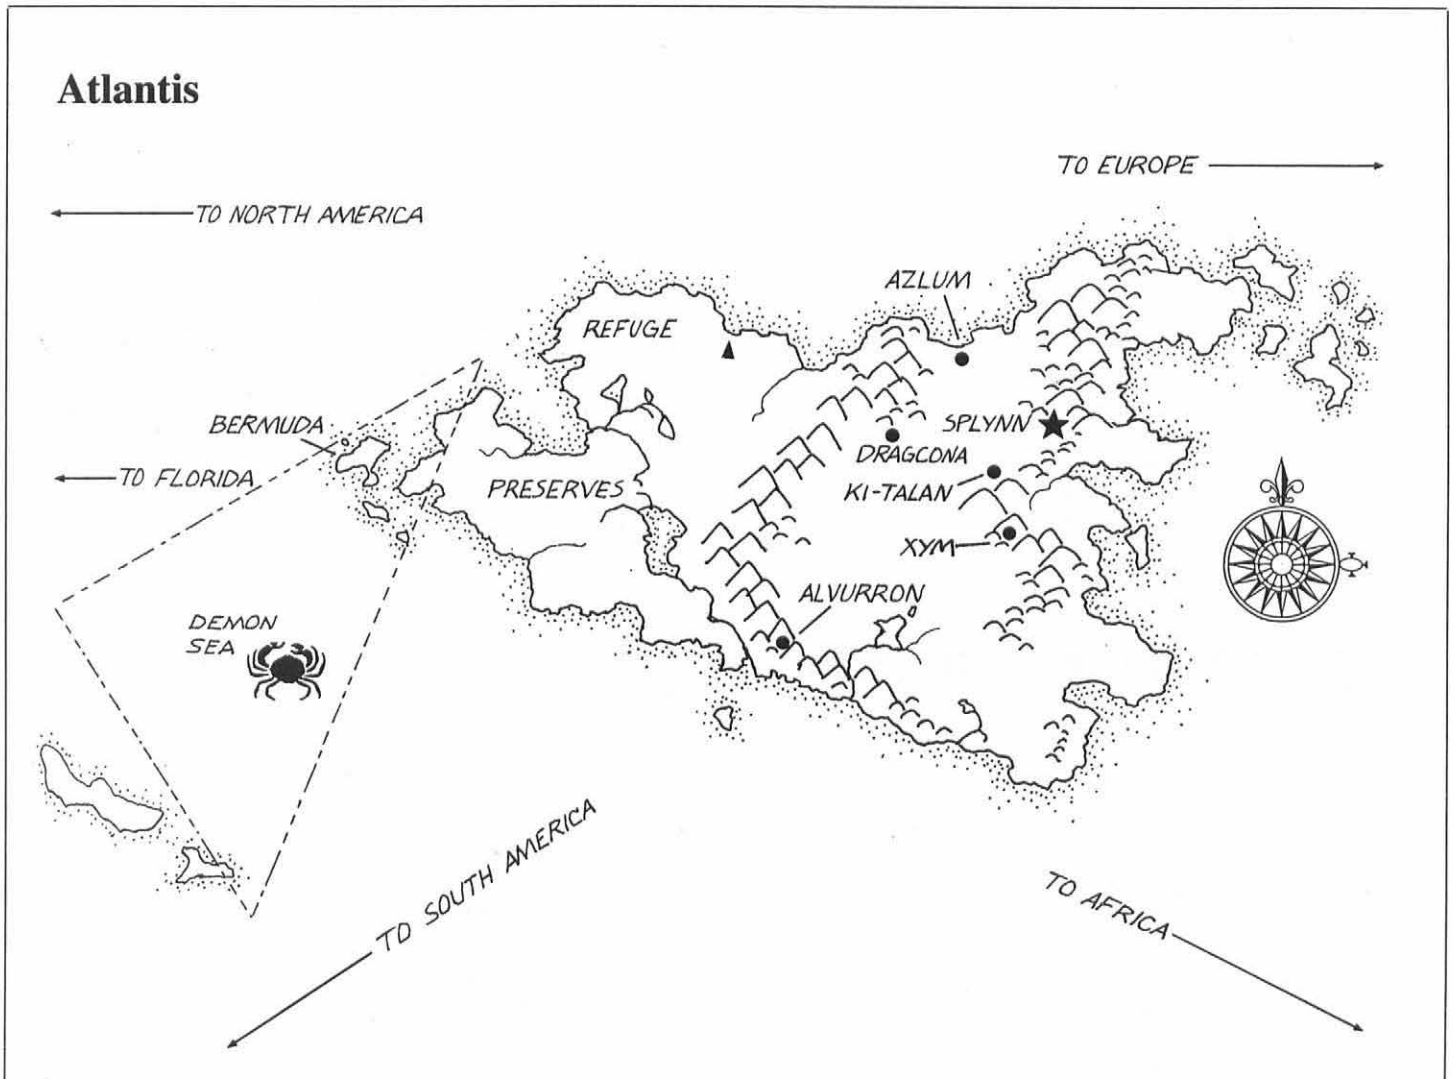 Atlantis
TO EUROPE
TO NORTH AMERICA
AZLUM
REFUGE
BERMUDA
SPLYNN
DRAGCONA
TO FLORIDA
PRESERVES
KI-TALAN
XYM
ALVURRON
DEMON
SEA
TO SOUTH AMERICA
TO AFRICA